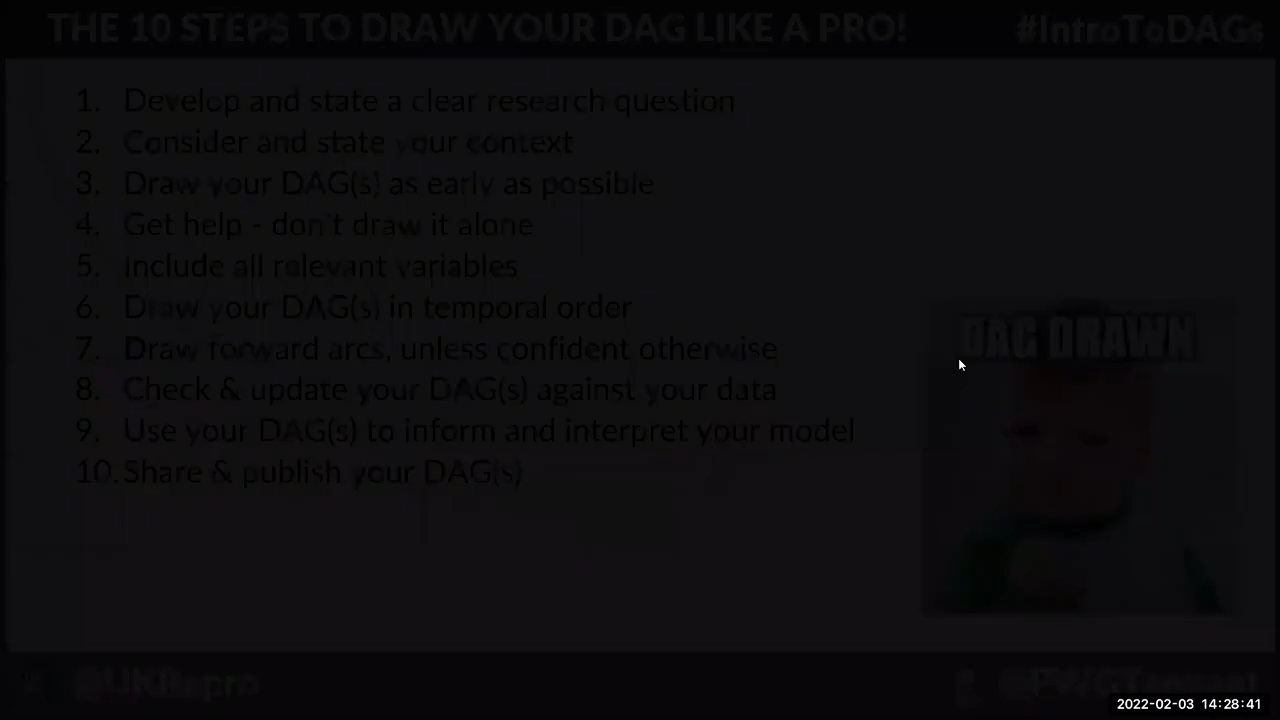 THE 10 STEPS TO DRAW YOUR DAG LIKE A PRO!
#IntroToDAGs
1. Develop and state a clear research question
2. Consider and state your context
3. Draw your DAG(s) as early as possible
4. Get help - don't draw it alone
5. Include all relevant variables
6. Draw your DAG(s) in temporal order
7. Draw forward arcs, unless confident otherwise
8. Check & update your DAG(s) against your data
9. Use your DAG(s) to inform and interpret your model
10. Share & publish your DAG(s)
DAG DRAWN
@UKRepro
@PWGTennant
2022-02-03 14:28:41